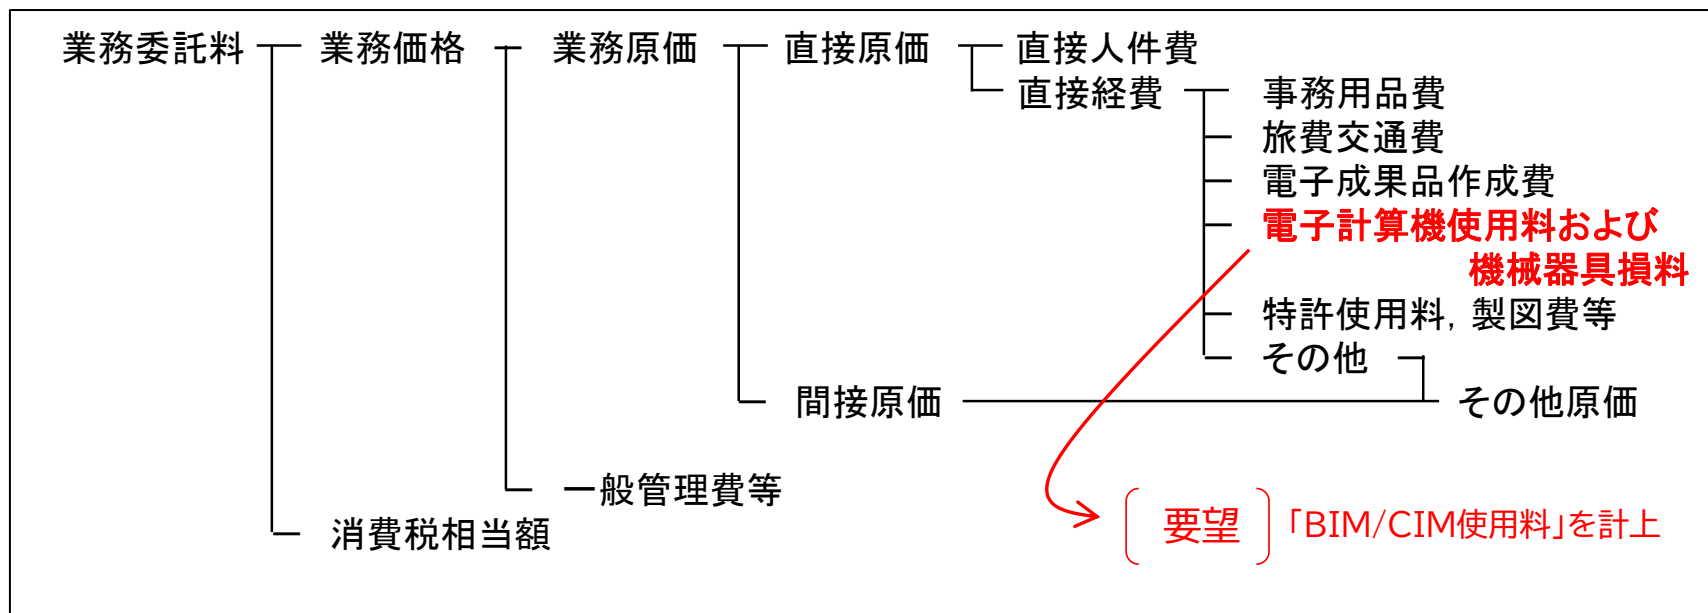 業務委託料 業務価格 業務原価 直接原価 直接人件費
直接経費 事務用品費
旅費交通費
電子成果品作成費
電子計算機使用料および
機械器具損料
特許使用料, 製図費等
その他
間接原価 その他原価
一般管理費等
消費税相当額
要望 「BIM/CIM使用料」を計上